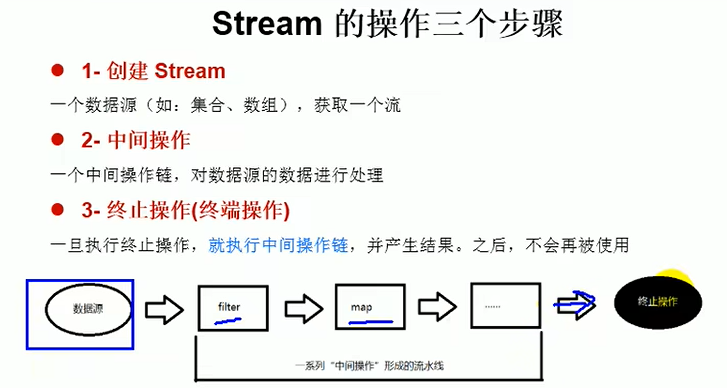 Stream 的操作三个步骤
1- 创建 Stream
一个数据源（如：集合、数组），获取一个流
2- 中间操作
一个中间操作链，对数据源的数据进行处理
3- 终止操作(终端操作)
一旦执行终止操作，就执行中间操作链，并产生结果。之后，不会再被使用
数据源
filter
map
......
终止操作
一系列“中间操作”形成的流水线